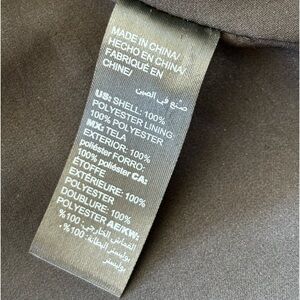 MADE IN CHINA/
HECHO EN CHINA/
FABRIQUÉ EN
CHINE/
صنع في الصين
US: SHELL: 100%
POLYESTER LINING:
100% POLYESTER
MX: TELA
EXTERIOR: 100%
poliéster FORRO:
100% poliéster CA:
ÉTOFFE
EXTÉRIEURE: 100%
POLYESTER
DOUBLURE: 100%
POLYESTER AE/KW:
القماش الخارجي: 100%
بوليستر البطانة: 100%
بوليستر